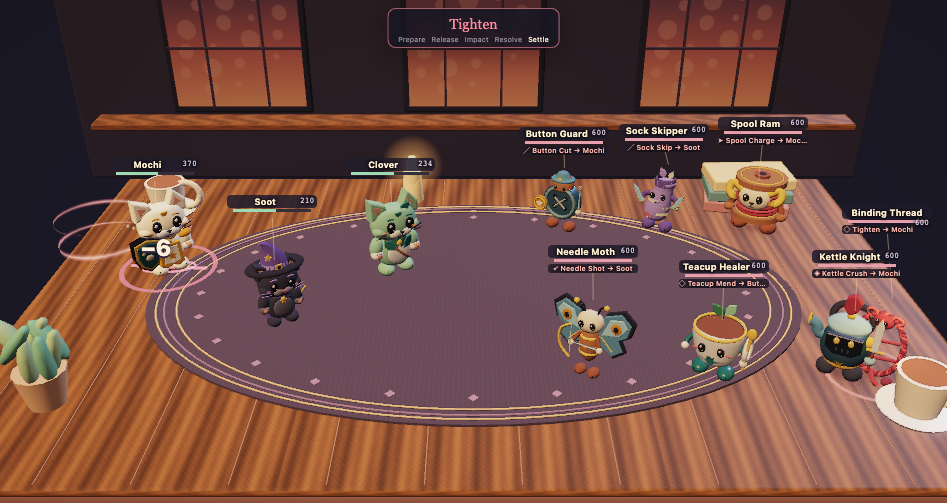 Tighten
Prepare Release Impact Resolve Settle
Spool Ram 600
➤ Spool Charge → Moc...
Button Guard 600
⟋ Button Cut → Mochi
Sock Skipper 600
⟋ Sock Skip → Soot
Mochi 370
Clover 234
Soot 210
Binding Thread 600
◇ Tighten → Mochi
−6
Needle Moth 600
➶ Needle Shot → Soot
Teacup Healer 600
◇ Teacup Mend → But...
Kettle Knight 600
◈ Kettle Crush → Mochi